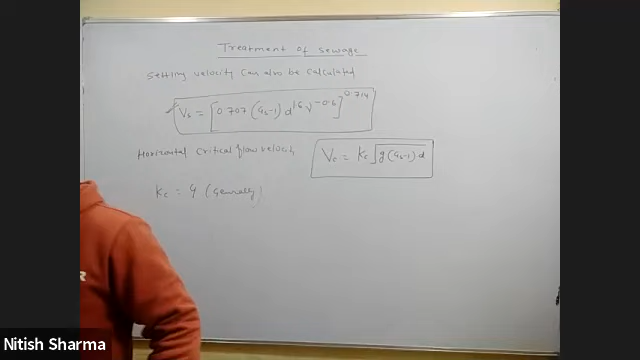 Treatment of sewage
Settling velocity can also be calculated
Vs = [0.707 (Gs-1) d^1.6 ν^-0.6]^0.714
Horizontal critical flow velocity
Vc = Kc √g(Gs-1)d
Kc = 4 (Generally)
R
Nitish Sharma